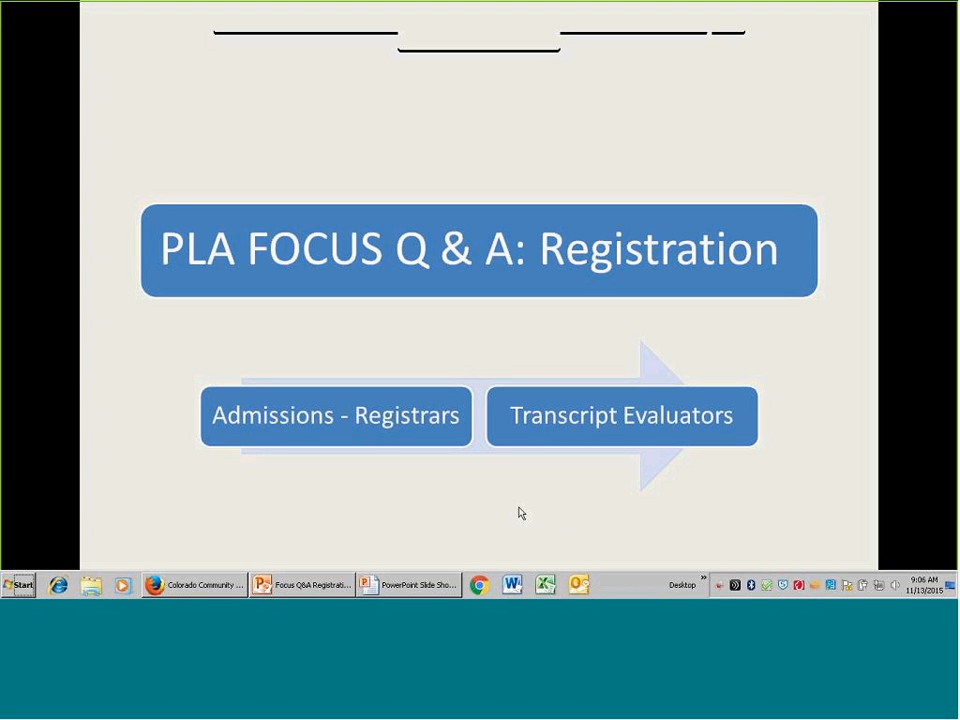 PLA FOCUS Q & A: Registration
Admissions - Registrars
Transcript Evaluators
Start
Colorado Community ...
Focus Q&A Registrati...
PowerPoint Slide Sho...
Desktop
9:06 AM
11/13/2015